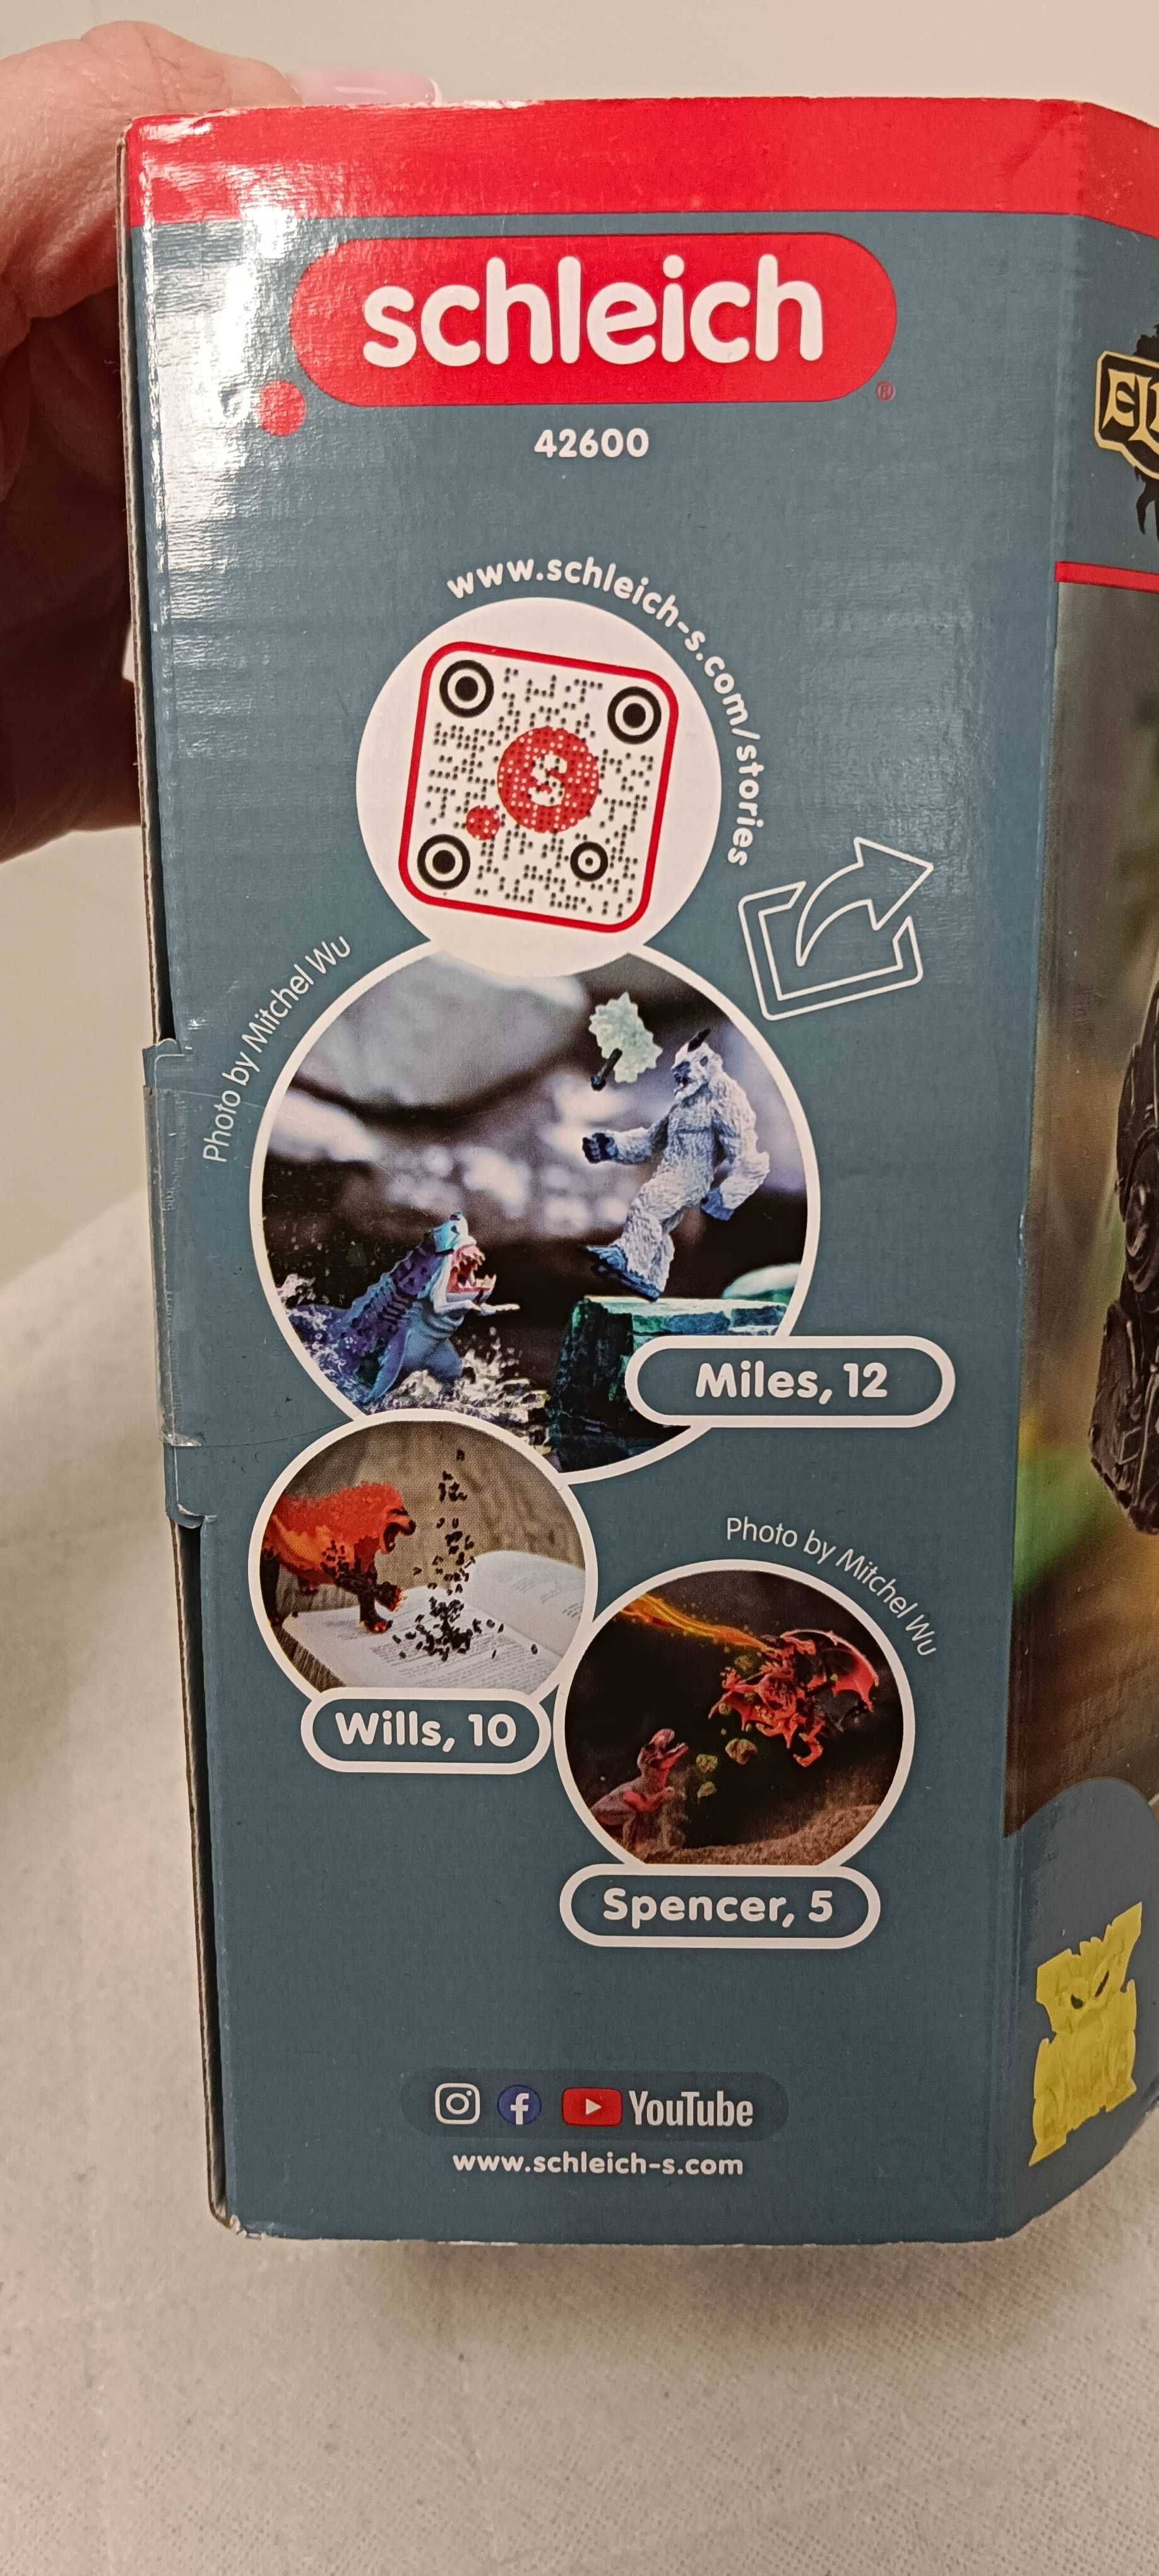 schleich
®
42600
www.schleich-s.com/stories
S
Photo by Mitchel Wu
Miles, 12
Photo by Mitchel Wu
Wills, 10
Spencer, 5
YouTube
www.schleich-s.com